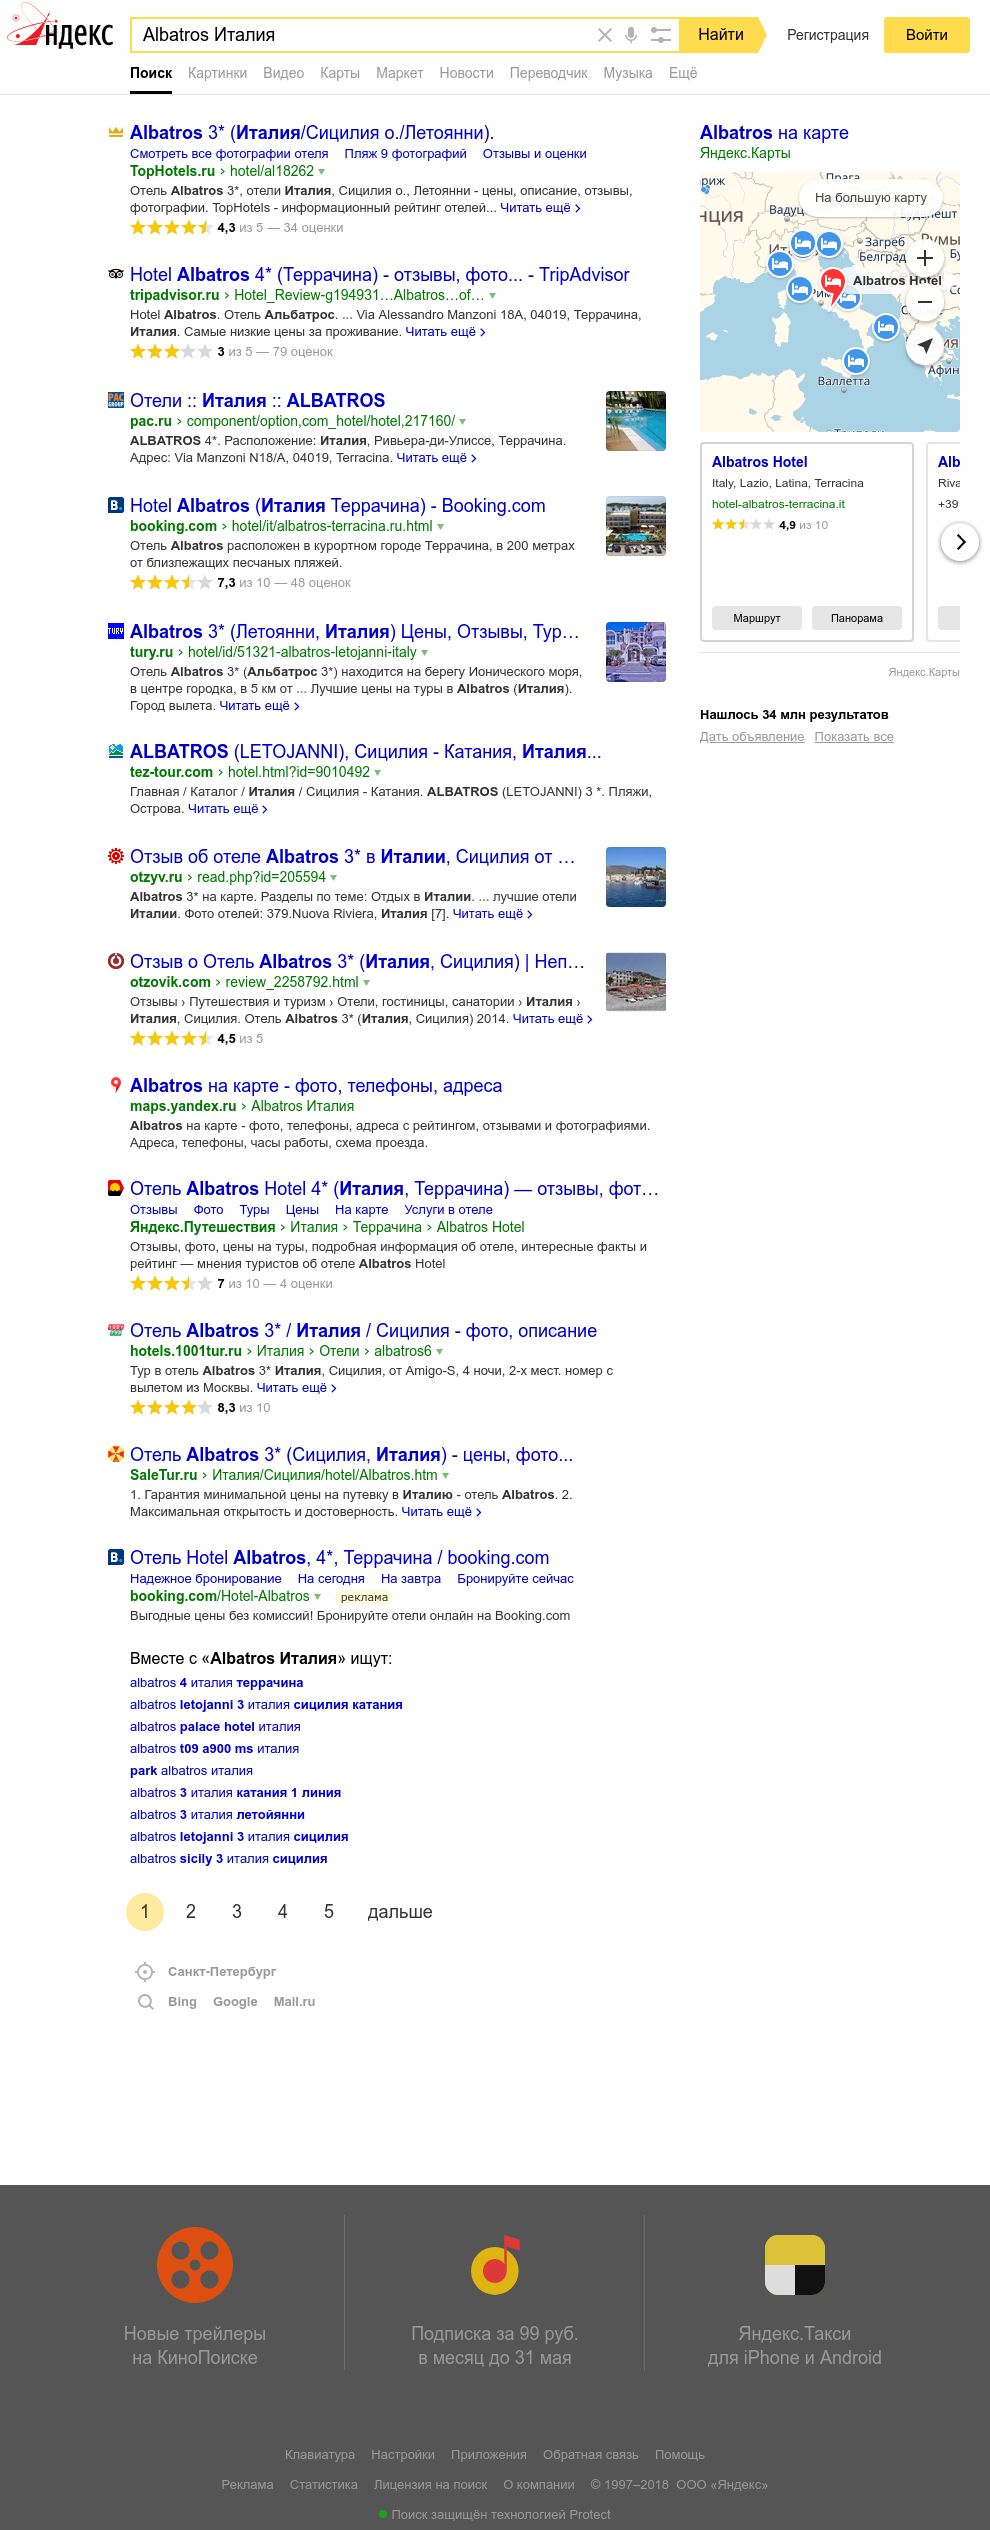 Яндекс
Albatros Италия
Найти
Регистрация
Войти
Поиск Картинки Видео Карты Маркет Новости Переводчик Музыка Ещё
Albatros 3* (Италия/Сицилия о./Летоянни).
Смотреть все фотографии отеля Пляж 9 фотографий Отзывы и оценки
TopHotels.ru › hotel/al18262
Отель Albatros 3*, отели Италия, Сицилия о., Летоянни - цены, описание, отзывы,
фотографии. TopHotels - информационный рейтинг отелей... Читать ещё ›
4,3 из 5 — 34 оценки
Hotel Albatros 4* (Террачина) - отзывы, фото... - TripAdvisor
tripadvisor.ru › Hotel_Review-g194931…Albatros…of…
Hotel Albatros. Отель Альбатрос. ... Via Alessandro Manzoni 18A, 04019, Террачина,
Италия. Самые низкие цены за проживание. Читать ещё ›
3 из 5 — 79 оценок
Отели :: Италия :: ALBATROS
pac.ru › component/option,com_hotel/hotel,217160/
ALBATROS 4*. Расположение: Италия, Ривьера-ди-Улиссе, Террачина.
Адрес: Via Manzoni N18/A, 04019, Terracina. Читать ещё ›
Hotel Albatros (Италия Террачина) - Booking.com
booking.com › hotel/it/albatros-terracina.ru.html
Отель Albatros расположен в курортном городе Террачина, в 200 метрах
от близлежащих песчаных пляжей.
7,3 из 10 — 48 оценок
Albatros 3* (Летоянни, Италия) Цены, Отзывы, Тур…
tury.ru › hotel/id/51321-albatros-letojanni-italy
Отель Albatros 3* (Альбатрос 3*) находится на берегу Ионического моря,
в центре городка, в 5 км от ... Лучшие цены на туры в Albatros (Италия).
Город вылета. Читать ещё ›
ALBATROS (LETOJANNI), Сицилия - Катания, Италия...
tez-tour.com › hotel.html?id=9010492
Главная / Каталог / Италия / Сицилия - Катания. ALBATROS (LETOJANNI) 3 *. Пляжи,
Острова. Читать ещё ›
Отзыв об отеле Albatros 3* в Италии, Сицилия от …
otzyv.ru › read.php?id=205594
Albatros 3* на карте. Разделы по теме: Отдых в Италии. ... лучшие отели
Италии. Фото отелей: 379.Nuova Riviera, Италия [7]. Читать ещё ›
Отзыв о Отель Albatros 3* (Италия, Сицилия) | Неп…
otzovik.com › review_2258792.html
Отзывы › Путешествия и туризм › Отели, гостиницы, санатории › Италия ›
Италия, Сицилия. Отель Albatros 3* (Италия, Сицилия) 2014. Читать ещё ›
4,5 из 5
Albatros на карте - фото, телефоны, адреса
maps.yandex.ru › Albatros Италия
Albatros на карте - фото, телефоны, адреса с рейтингом, отзывами и фотографиями.
Адреса, телефоны, часы работы, схема проезда.
Отель Albatros Hotel 4* (Италия, Террачина) — отзывы, фот…
Отзывы Фото Туры Цены На карте Услуги в отеле
Яндекс.Путешествия › Италия › Террачина › Albatros Hotel
Отзывы, фото, цены на туры, подробная информация об отеле, интересные факты и
рейтинг — мнения туристов об отеле Albatros Hotel
7 из 10 — 4 оценки
Отель Albatros 3* / Италия / Сицилия - фото, описание
hotels.1001tur.ru › Италия › Отели › albatros6
Тур в отель Albatros 3* Италия, Сицилия, от Amigo-S, 4 ночи, 2-х мест. номер с
вылетом из Москвы. Читать ещё ›
8,3 из 10
Отель Albatros 3* (Сицилия, Италия) - цены, фото...
SaleTur.ru › Италия/Сицилия/hotel/Albatros.htm
1. Гарантия минимальной цены на путевку в Италию - отель Albatros. 2.
Максимальная открытость и достоверность. Читать ещё ›
Отель Hotel Albatros, 4*, Террачина / booking.com
Надежное бронирование На сегодня На завтра Бронируйте сейчас
booking.com/Hotel-Albatros реклама
Выгодные цены без комиссий! Бронируйте отели онлайн на Booking.com
Вместе с «Albatros Италия» ищут:
albatros 4 италия террачина
albatros letojanni 3 италия сицилия катания
albatros palace hotel италия
albatros t09 a900 ms италия
park albatros италия
albatros 3 италия катания 1 линия
albatros 3 италия летойянни
albatros letojanni 3 италия сицилия
albatros sicily 3 италия сицилия
1 2 3 4 5 дальше
Санкт-Петербург
Bing Google Mail.ru
Albatros на карте
Яндекс.Карты
Прага
На большую карту
Вадуц
Будапешт
Загреб
Белград
Albatros Hotel
Валлетта
Albatros Hotel
Italy, Lazio, Latina, Terracina
hotel-albatros-terracina.it
4,9 из 10
Маршрут Панорама
Alb
Riva
+39
Яндекс.Карты
Нашлось 34 млн результатов
Дать объявление Показать все
Новые трейлеры
на КиноПоиске
Подписка за 99 руб.
в месяц до 31 мая
Яндекс.Такси
для iPhone и Android
Клавиатура Настройки Приложения Обратная связь Помощь
Реклама Статистика Лицензия на поиск О компании © 1997–2018 ООО «Яндекс»
Поиск защищён технологией Protect